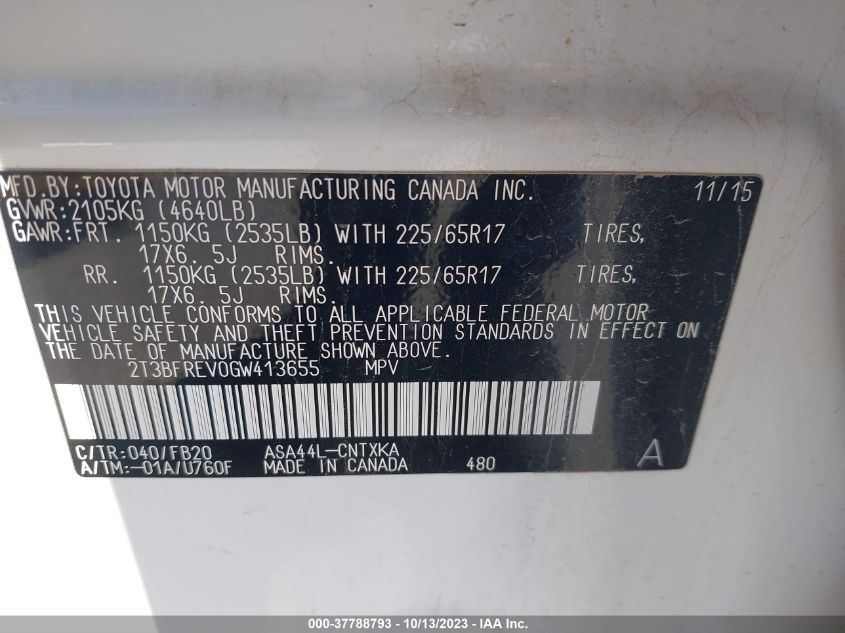 MFD.BY:TOYOTA MOTOR MANUFACTURING CANADA INC. 11/15
GVWR:2105KG (4640LB)
GAWR:FRT. 1150KG (2535LB) WITH 225/65R17 TIRES,
17X6. 5J RIMS.
RR. 1150KG (2535LB) WITH 225/65R17 TIRES,
17X6. 5J RIMS.
THIS VEHICLE CONFORMS TO ALL APPLICABLE FEDERAL MOTOR
VEHICLE SAFETY AND THEFT PREVENTION STANDARDS IN EFFECT ON
THE DATE OF MANUFACTURE SHOWN ABOVE.
2T3BFREV0GW413655 MPV
C/TR:040/FB20 ASA44L-CNTXKA
A/TM:-01A/U760F MADE IN CANADA 480 A
000-37788793 - 10/13/2023 - IAA Inc.